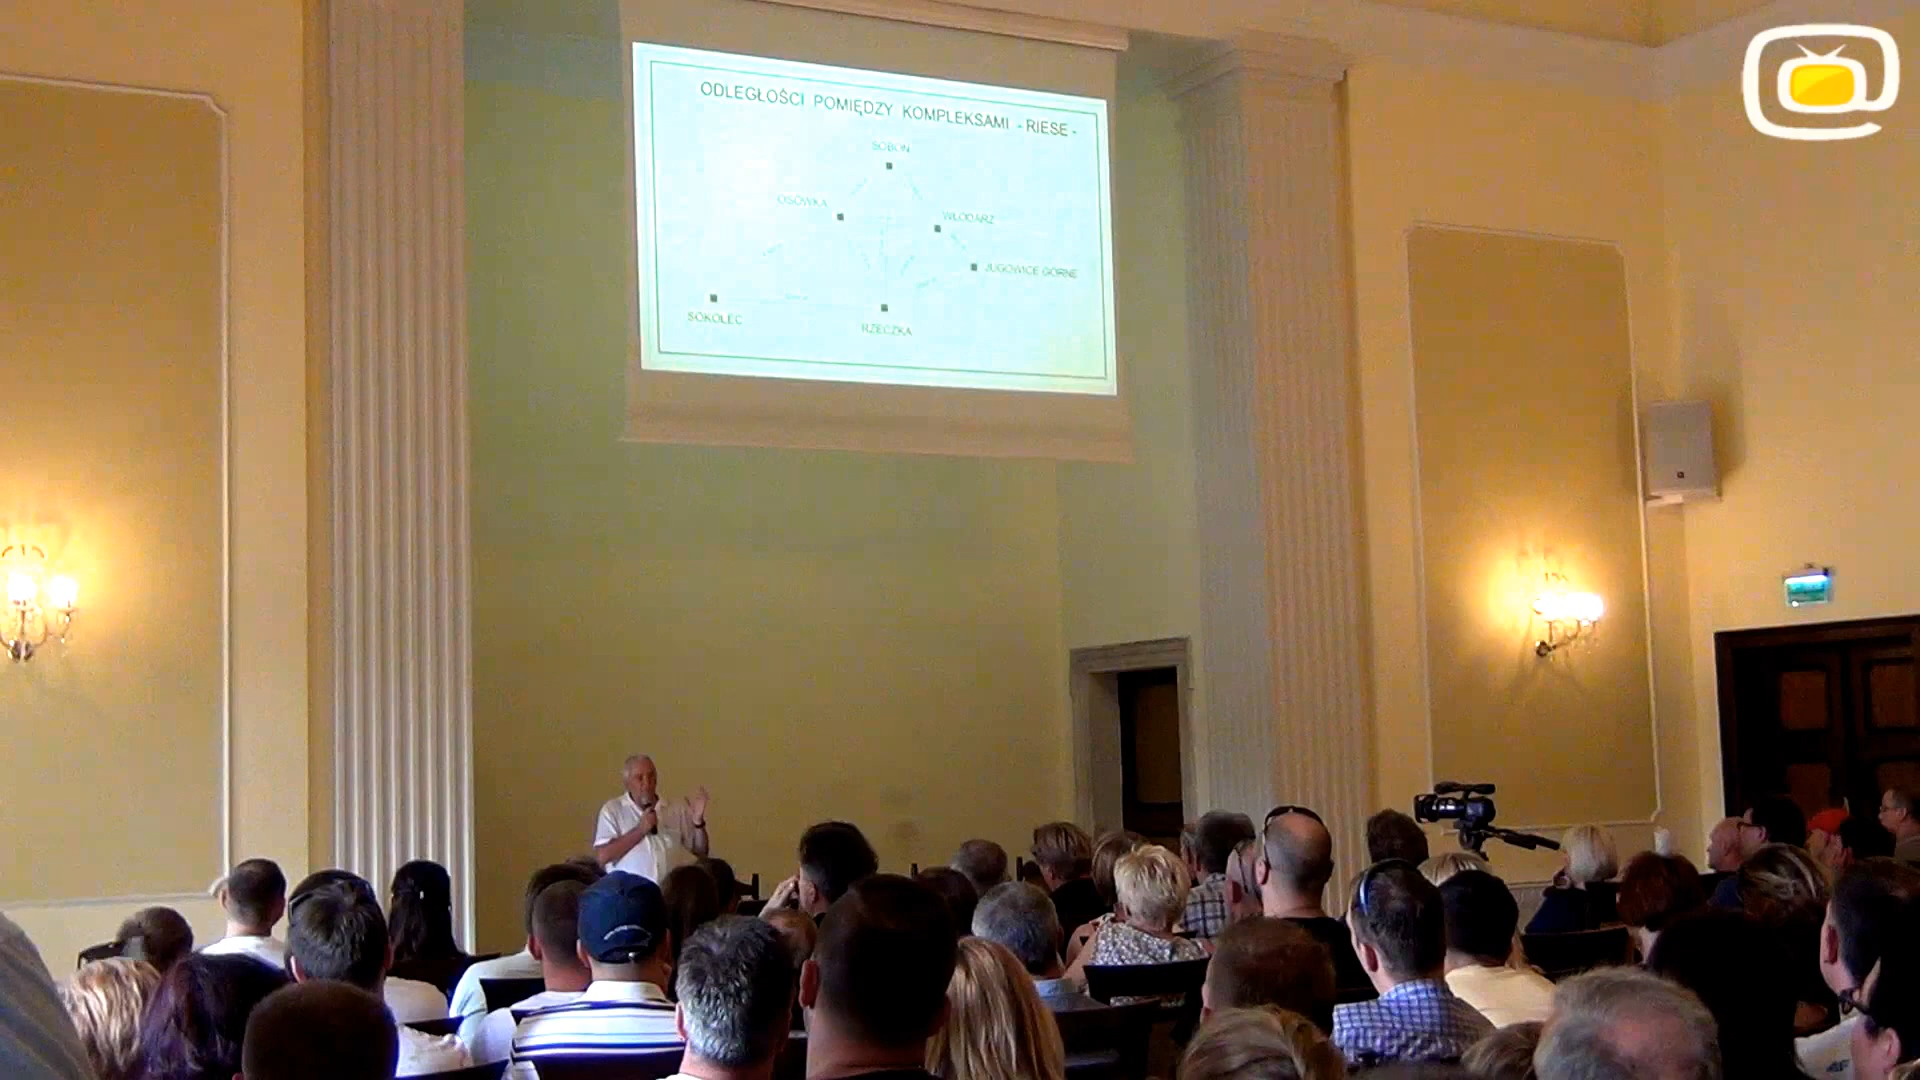 ODLEGŁOŚCI POMIĘDZY KOMPLEKSAMI - RIESE -
SOBOŃ
OSÓWKA
WŁODARZ
JUGOWICE GÓRNE
SOKOLEC
RZECZKA